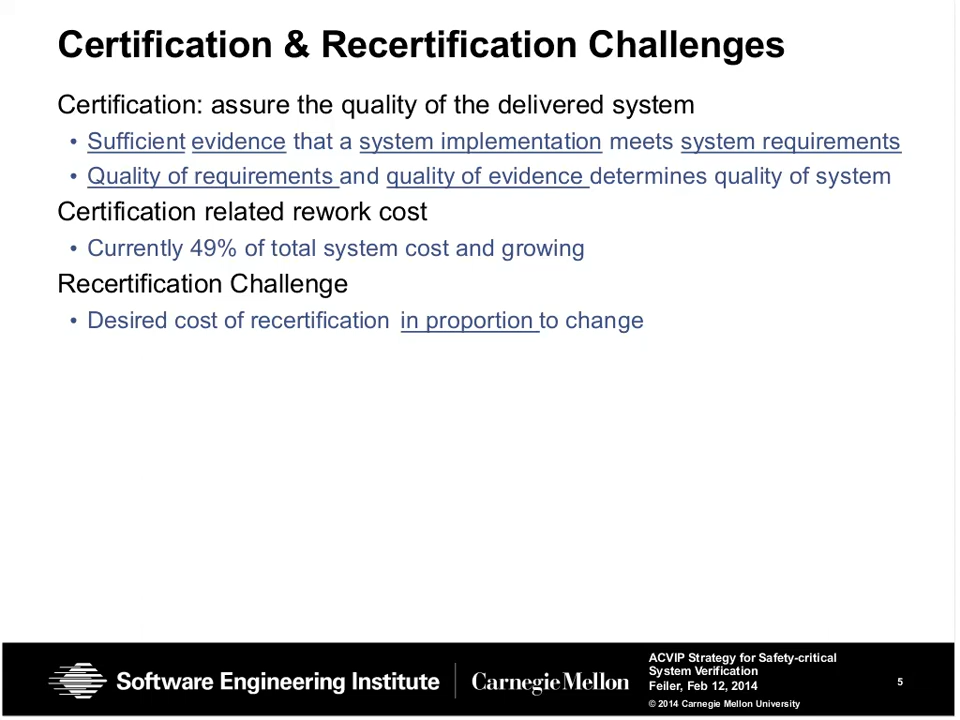 Certification & Recertification Challenges
Certification: assure the quality of the delivered system
• Sufficient evidence that a system implementation meets system requirements
• Quality of requirements and quality of evidence determines quality of system
Certification related rework cost
• Currently 49% of total system cost and growing
Recertification Challenge
• Desired cost of recertification in proportion to change
Software Engineering Institute
Carnegie Mellon
ACVIP Strategy for Safety-critical
System Verification
Feiler, Feb 12, 2014
© 2014 Carnegie Mellon University
5